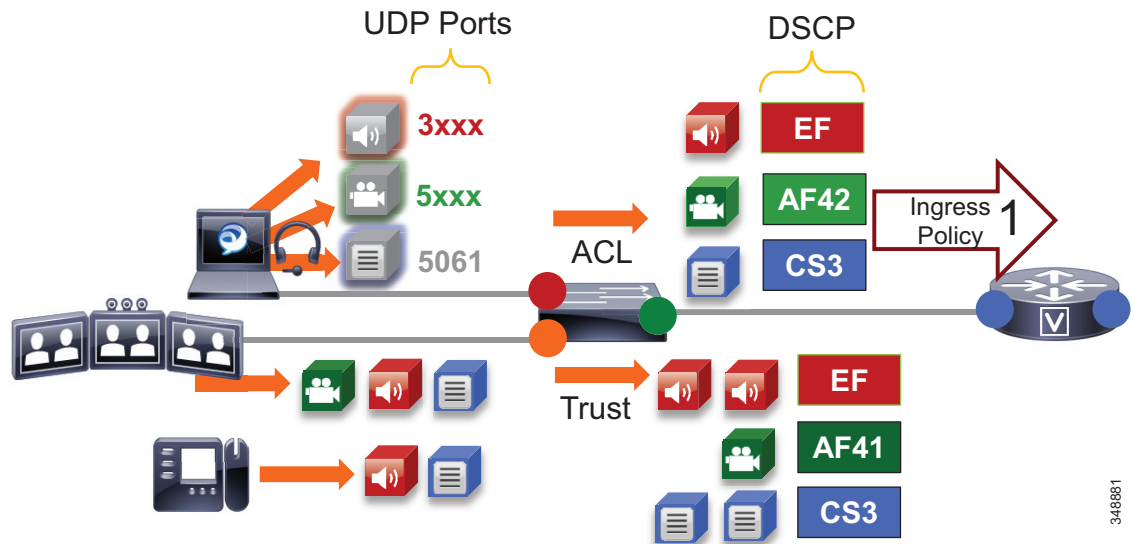 UDP Ports
DSCP
3xxx
EF
5xxx
AF42
Ingress
Policy
1
5061
ACL
CS3
V
Trust
EF
AF41
CS3
348881